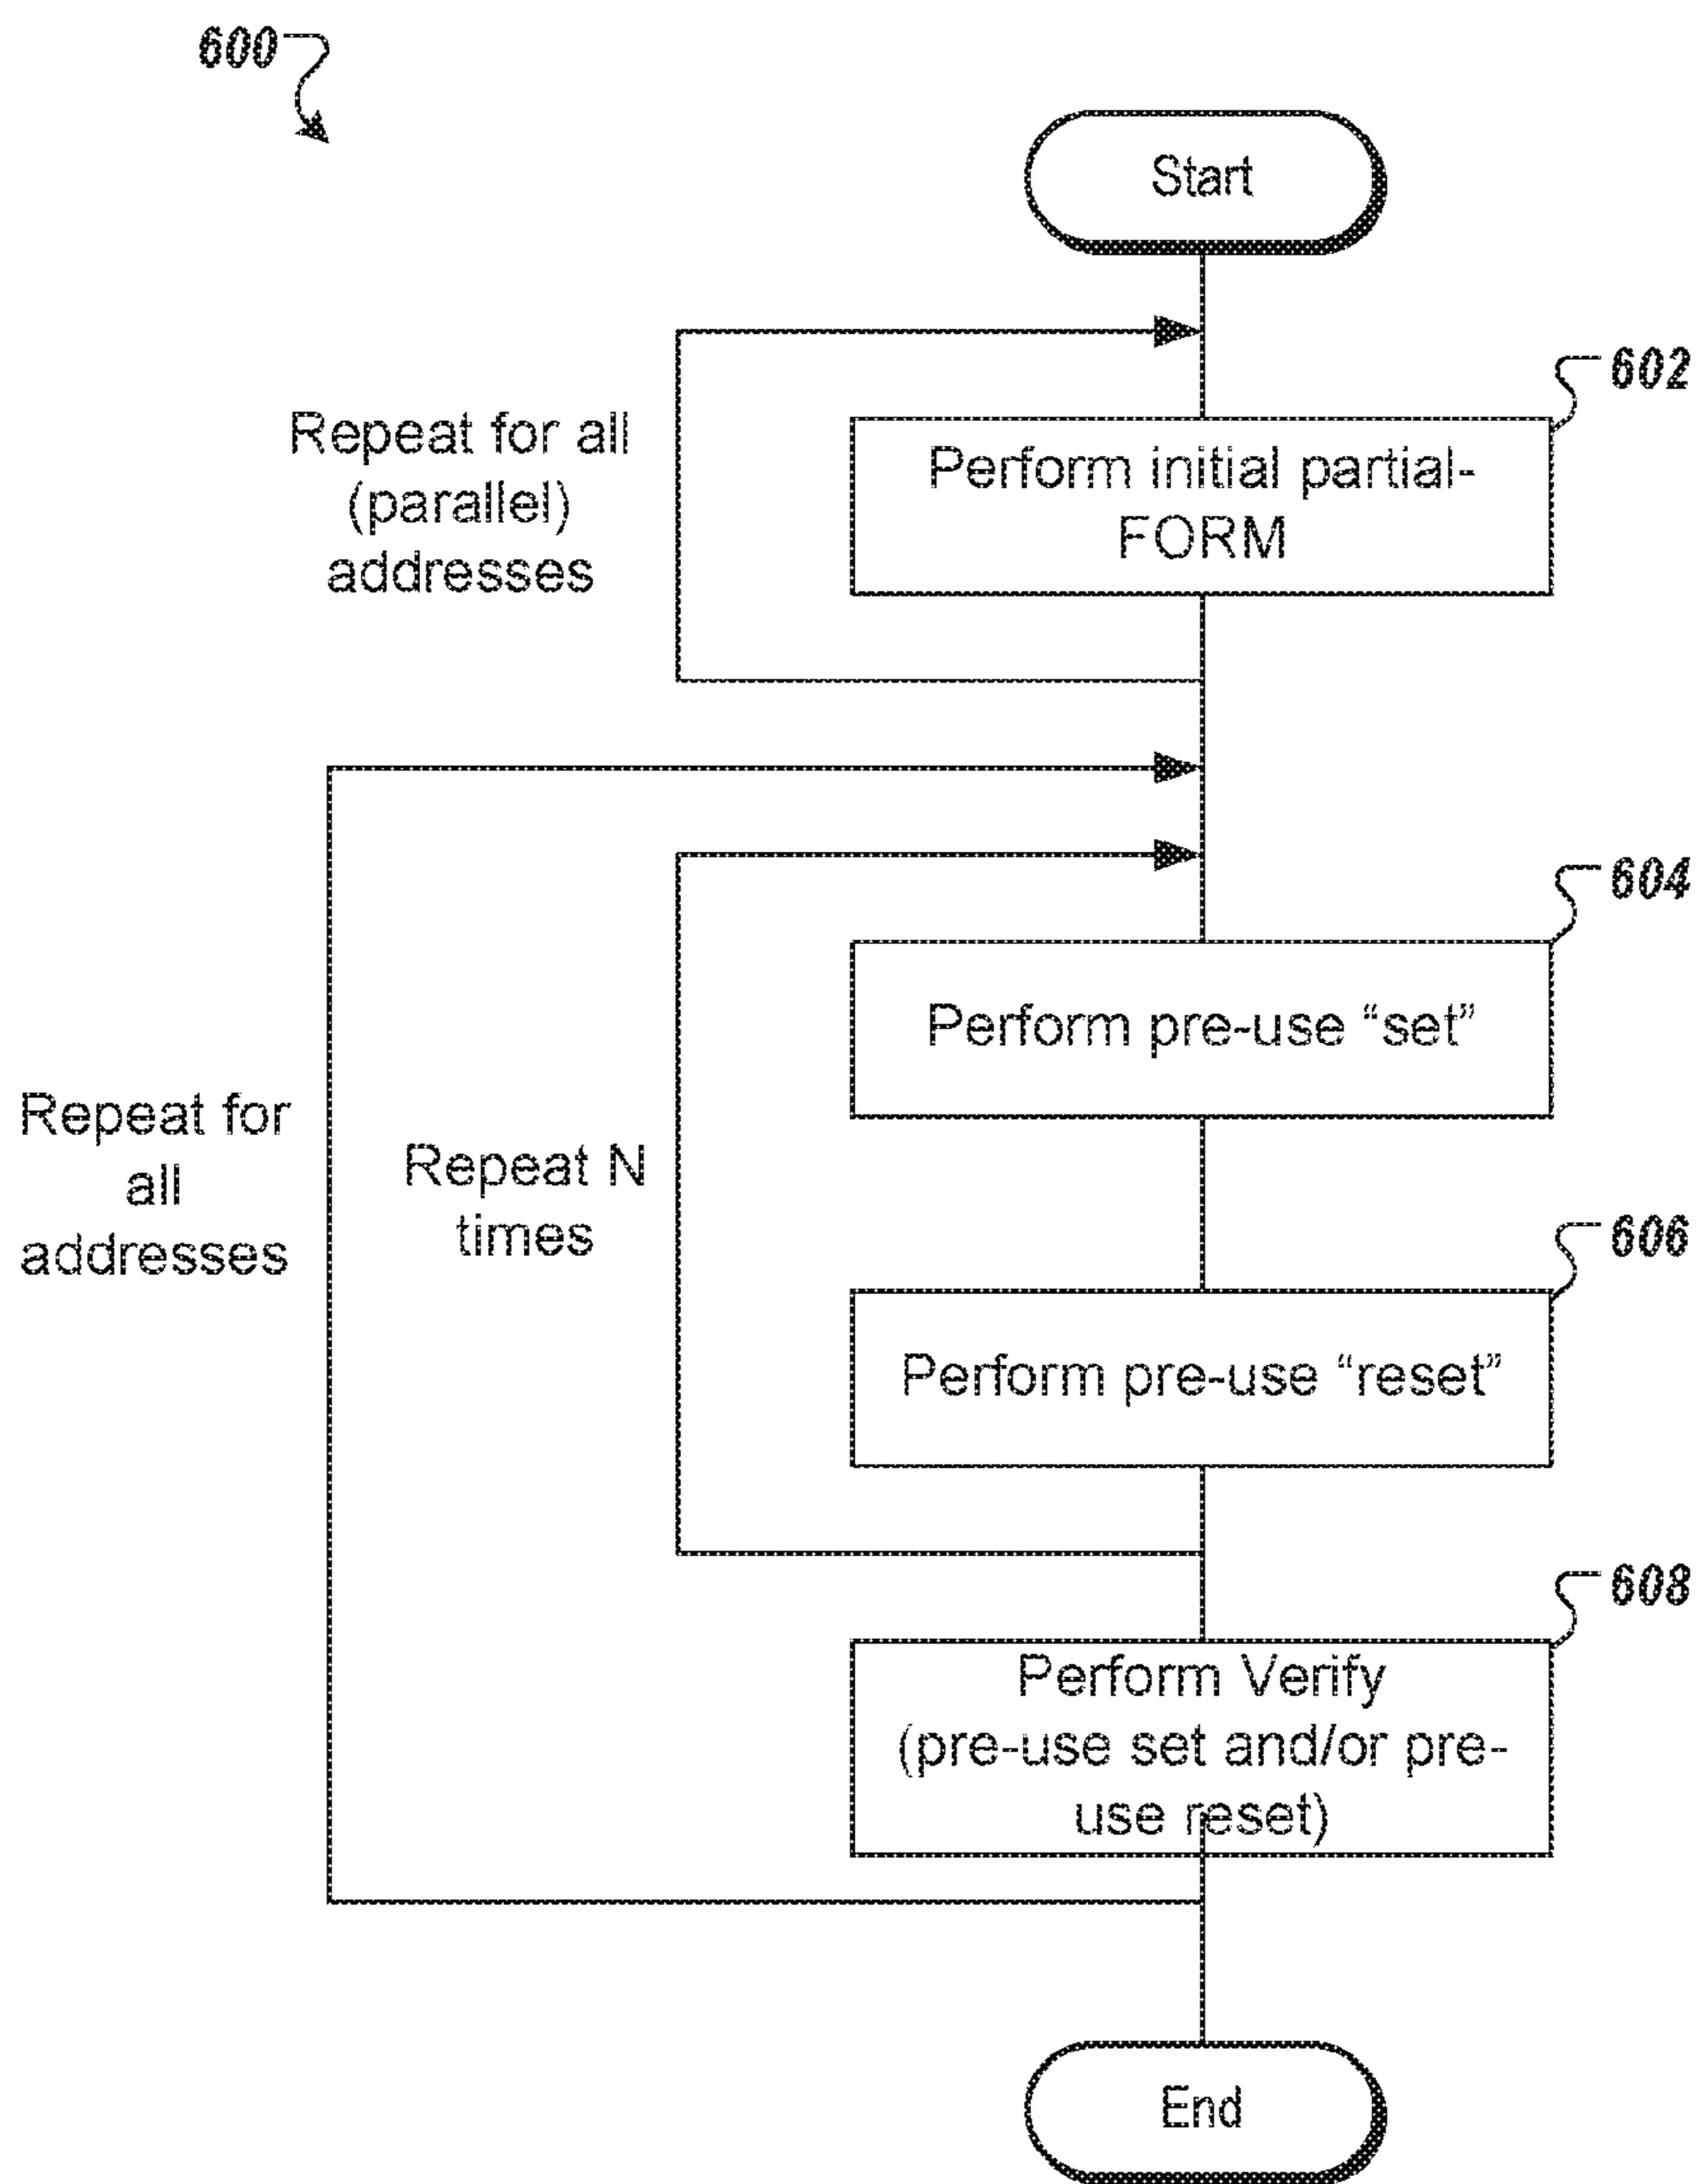 600
Start
Repeat for all
(parallel)
addresses
602
Perform initial partial-
FORM
604
Perform pre-use “set”
Repeat for
all
addresses
Repeat N
times
606
Perform pre-use “reset”
608
Perform Verify
(pre-use set and/or pre-
use reset)
End